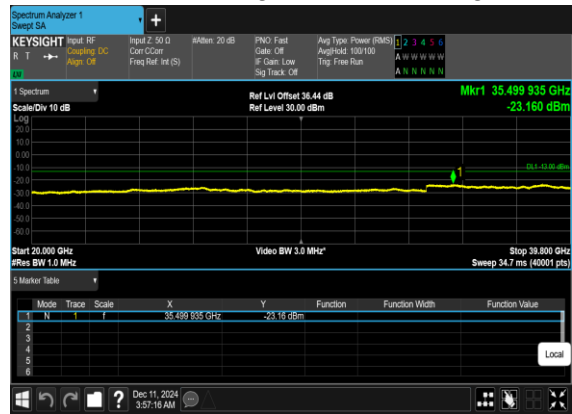 Spectrum Analyzer 1
Swept SA
KEYSIGHT
R T
LW
Input: RF
Coupling: DC
Align: Off
Input Z: 50 Ω
Corr CCorr
Freq Ref: Int (S)
#Atten: 20 dB
PNO: Fast
Gate: Off
IF Gain: Low
Sig Track: Off
Avg Type: Power (RMS)
Avg|Hold: 100/100
Trig: Free Run
1 2 3 4 5 6
A W W W W W
A N N N N N
1 Spectrum
Scale/Div 10 dB
Ref Lvl Offset 36.44 dB
Ref Level 30.00 dBm
Mkr1 35.499 935 GHz
-23.160 dBm
Log
20.0
10.0
0.00
-10.0
-20.0
-30.0
-40.0
-50.0
-60.0
1
DL1 -13.00 dBm
Start 20.000 GHz
#Res BW 1.0 MHz
Video BW 3.0 MHz*
Stop 39.800 GHz
Sweep 34.7 ms (40001 pts)
5 Marker Table
Mode Trace Scale X Y Function Function Width Function Value
1 N 1 f 35.499 935 GHz -23.16 dBm
2
3
4
5
6
Local
?
Dec 11, 2024
3:57:16 AM